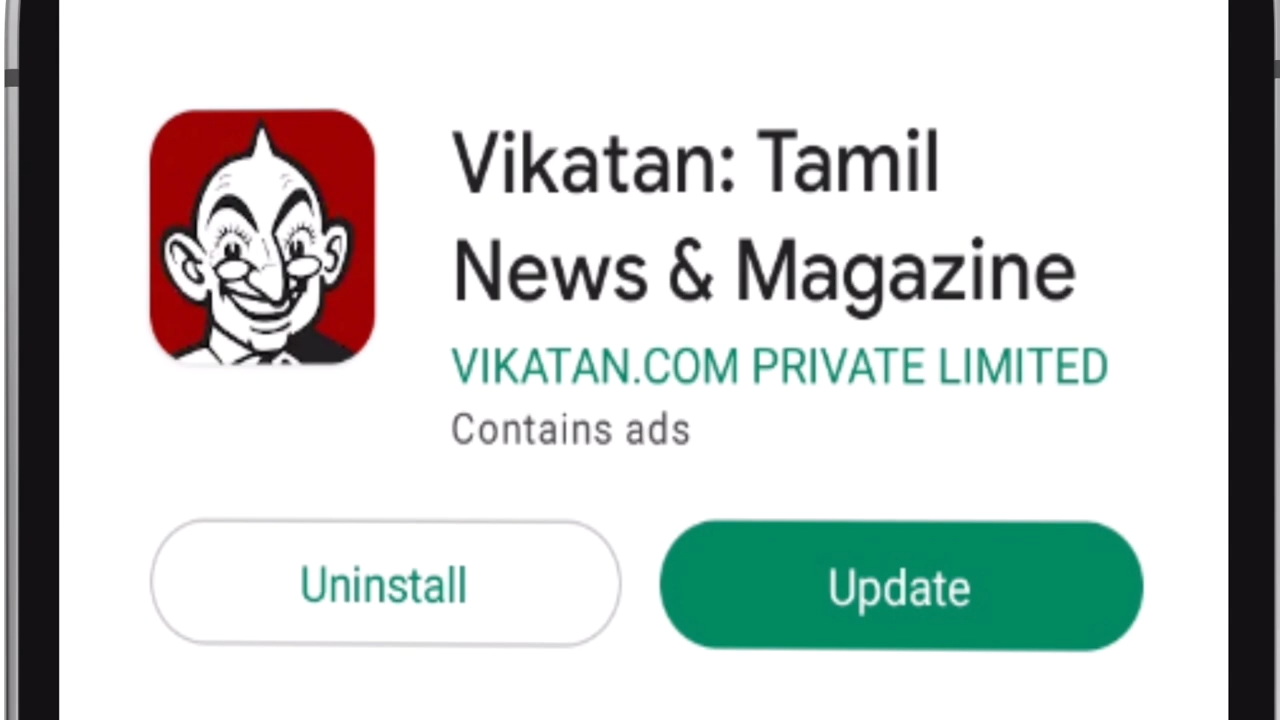 Vikatan: Tamil
News & Magazine
VIKATAN.COM PRIVATE LIMITED
Contains ads
Uninstall
Update